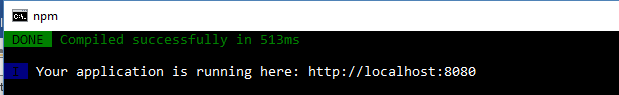 npm
DONE Compiled successfully in 513ms
Your application is running here: http://localhost:8080